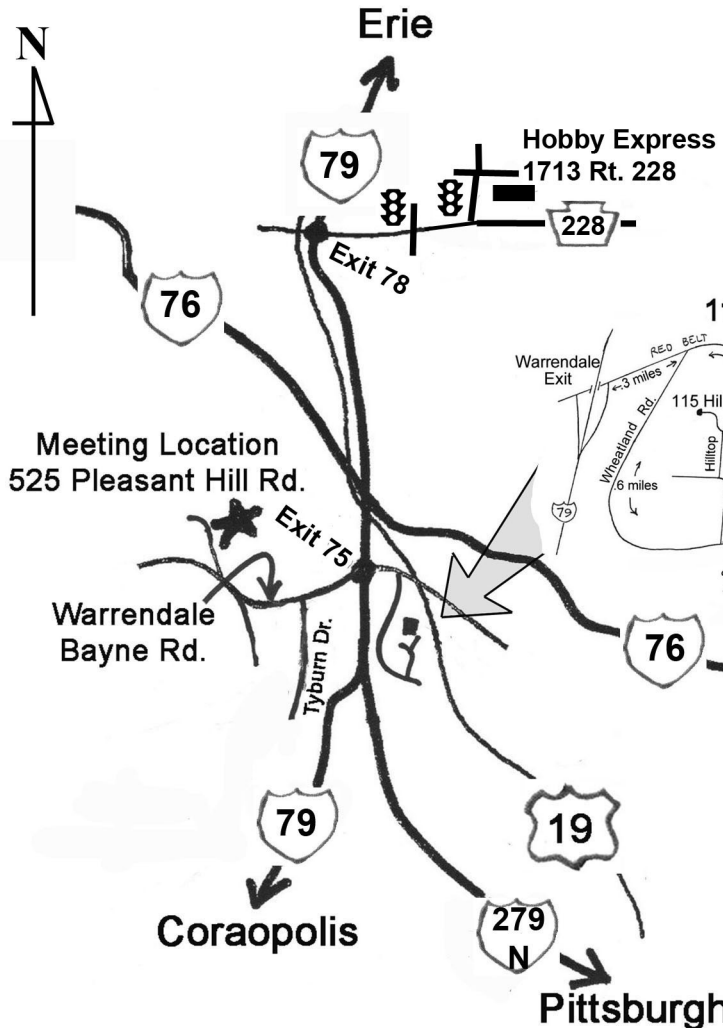 Erie
N
79
Hobby Express
1713 Rt. 228
228
Exit 78
76
Warrendale
Exit
RED BELT
.3 miles
115 Hil
Wheatland Rd.
Hilltop
.6 miles
79
Meeting Location
525 Pleasant Hill Rd.
Exit 75
Warrendale
Bayne Rd.
Tyburn Dr.
76
79
19
Coraopolis
279
N
Pittsburgh